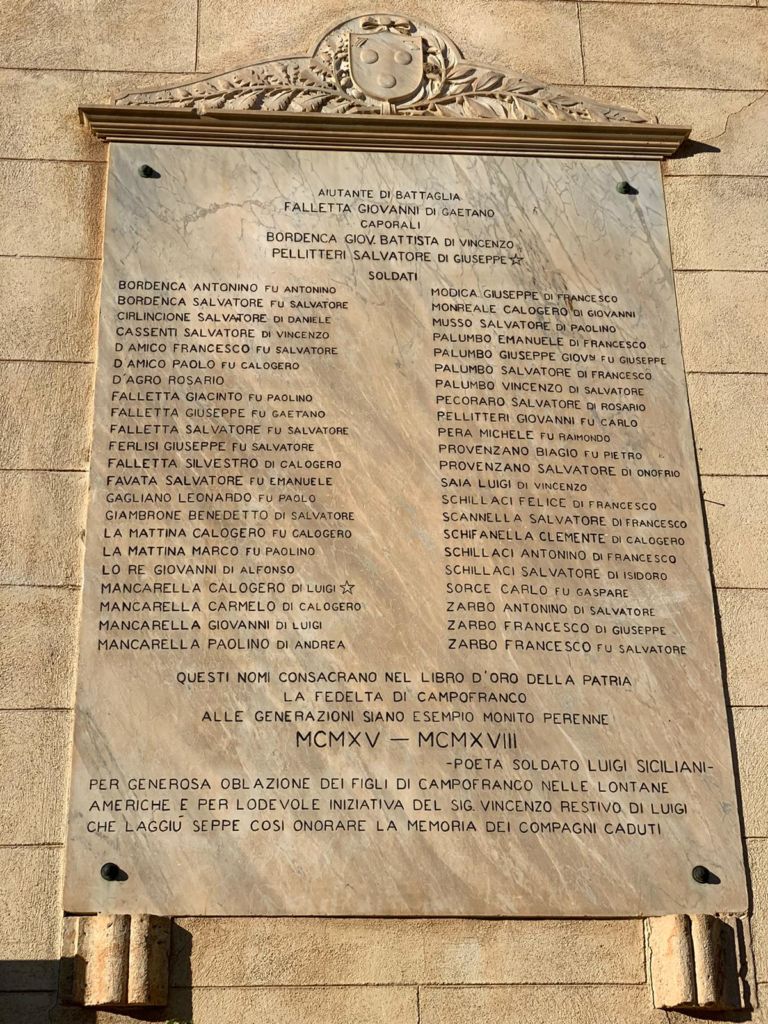 AIUTANTE DI BATTAGLIA
FALLETTA GIOVANNI DI GAETANO
CAPORALI
BORDENCA GIOV. BATTISTA DI VINCENZO
PELLITTERI SALVATORE DI GIUSEPPE☆
SOLDATI
BORDENCA ANTONINO FU ANTONINO
BORDENCA SALVATORE FU SALVATORE
CIRLINCIONE SALVATORE DI DANIELE
CASSENTI SALVATORE DI VINCENZO
D'AMICO FRANCESCO FU SALVATORE
D'AMICO PAOLO FU CALOGERO
D'AGRO ROSARIO
FALLETTA GIACINTO FU PAOLINO
FALLETTA GIUSEPPE FU GAETANO
FALLETTA SALVATORE FU SALVATORE
FERLISI GIUSEPPE FU SALVATORE
FALLETTA SILVESTRO DI CALOGERO
FAVATA SALVATORE FU EMANUELE
GAGLIANO LEONARDO FU PAOLO
GIAMBRONE BENEDETTO DI SALVATORE
LA MATTINA CALOGERO FU CALOGERO
LA MATTINA MARCO FU PAOLINO
LO RE GIOVANNI DI ALFONSO
MANCARELLA CALOGERO DI LUIGI ☆
MANCARELLA CARMELO DI CALOGERO
MANCARELLA GIOVANNI DI LUIGI
MANCARELLA PAOLINO DI ANDREA
MODICA GIUSEPPE DI FRANCESCO
MONREALE CALOGERO DI GIOVANNI
MUSSO SALVATORE DI PAOLINO
PALUMBO EMANUELE DI FRANCESCO
PALUMBO GIUSEPPE GIOVⁿⁱ FU GIUSEPPE
PALUMBO SALVATORE DI FRANCESCO
PALUMBO VINCENZO DI SALVATORE
PECORARO SALVATORE DI ROSARIO
PELLITTERI GIOVANNI FU CARLO
PERA MICHELE FU RAIMONDO
PROVENZANO BIAGIO FU PIETRO
PROVENZANO SALVATORE DI ONOFRIO
SAIA LUIGI DI VINCENZO
SCHILLACI FELICE DI FRANCESCO
SCANNELLA SALVATORE DI FRANCESCO
SCHIFANELLA CLEMENTE DI CALOGERO
SCHILLACI ANTONINO DI FRANCESCO
SCHILLACI SALVATORE DI ISIDORO
SORCE CARLO FU GASPARE
ZARBO ANTONINO DI SALVATORE
ZARBO FRANCESCO DI GIUSEPPE
ZARBO FRANCESCO FU SALVATORE
QUESTI NOMI CONSACRANO NEL LIBRO D'ORO DELLA PATRIA
LA FEDELTA DI CAMPOFRANCO
ALLE GENERAZIONI SIANO ESEMPIO MONITO PERENNE
MCMXV — MCMXVIII
-POETA SOLDATO LUIGI SICILIANI-
PER GENEROSA OBLAZIONE DEI FIGLI DI CAMPOFRANCO NELLE LONTANE
AMERICHE E PER LODEVOLE INIZIATIVA DEL SIG. VINCENZO RESTIVO DI LUIGI
CHE LAGGIÙ SEPPE COSI ONORARE LA MEMORIA DEI COMPAGNI CADUTI